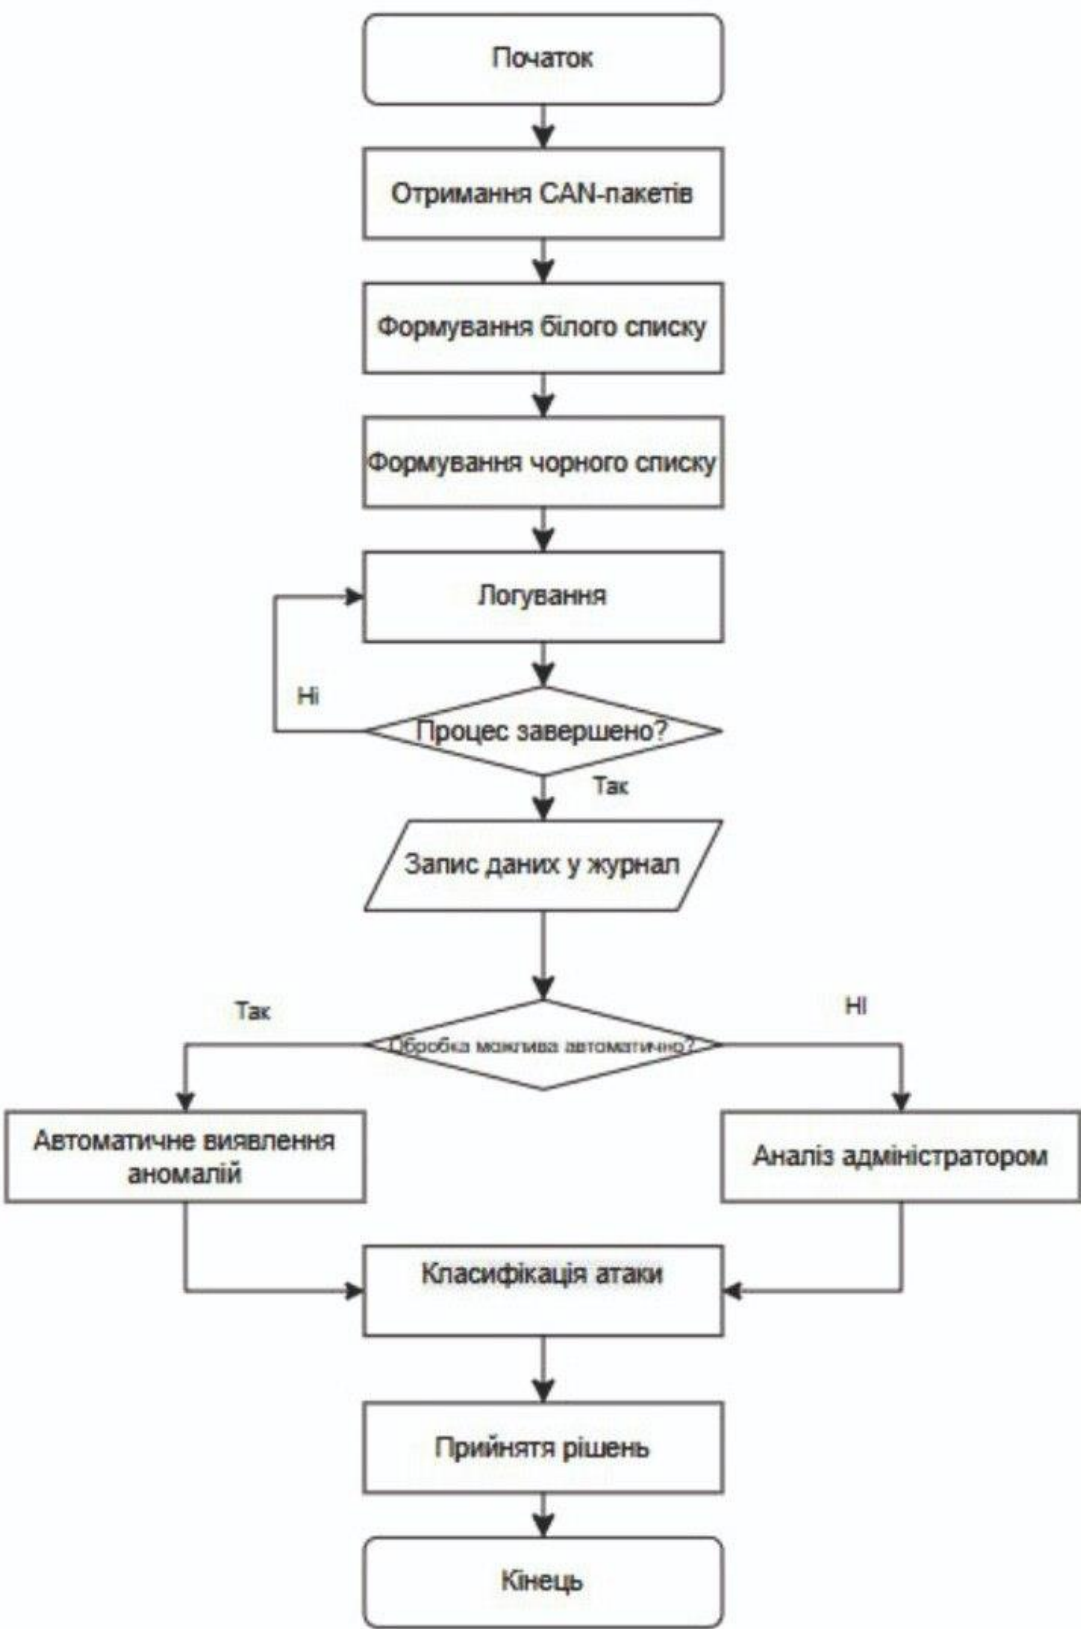 Початок
Отримання CAN-пакетів
Формування білого списку
Формування чорного списку
Логування
Ні
Процес завершено?
Так
Запис даних у журнал
Так
НІ
Обробка можлива автоматично?
Автоматичне виявлення
аномалій
Аналіз адміністратором
Класифікація атаки
Прийнятя рішень
Кінець